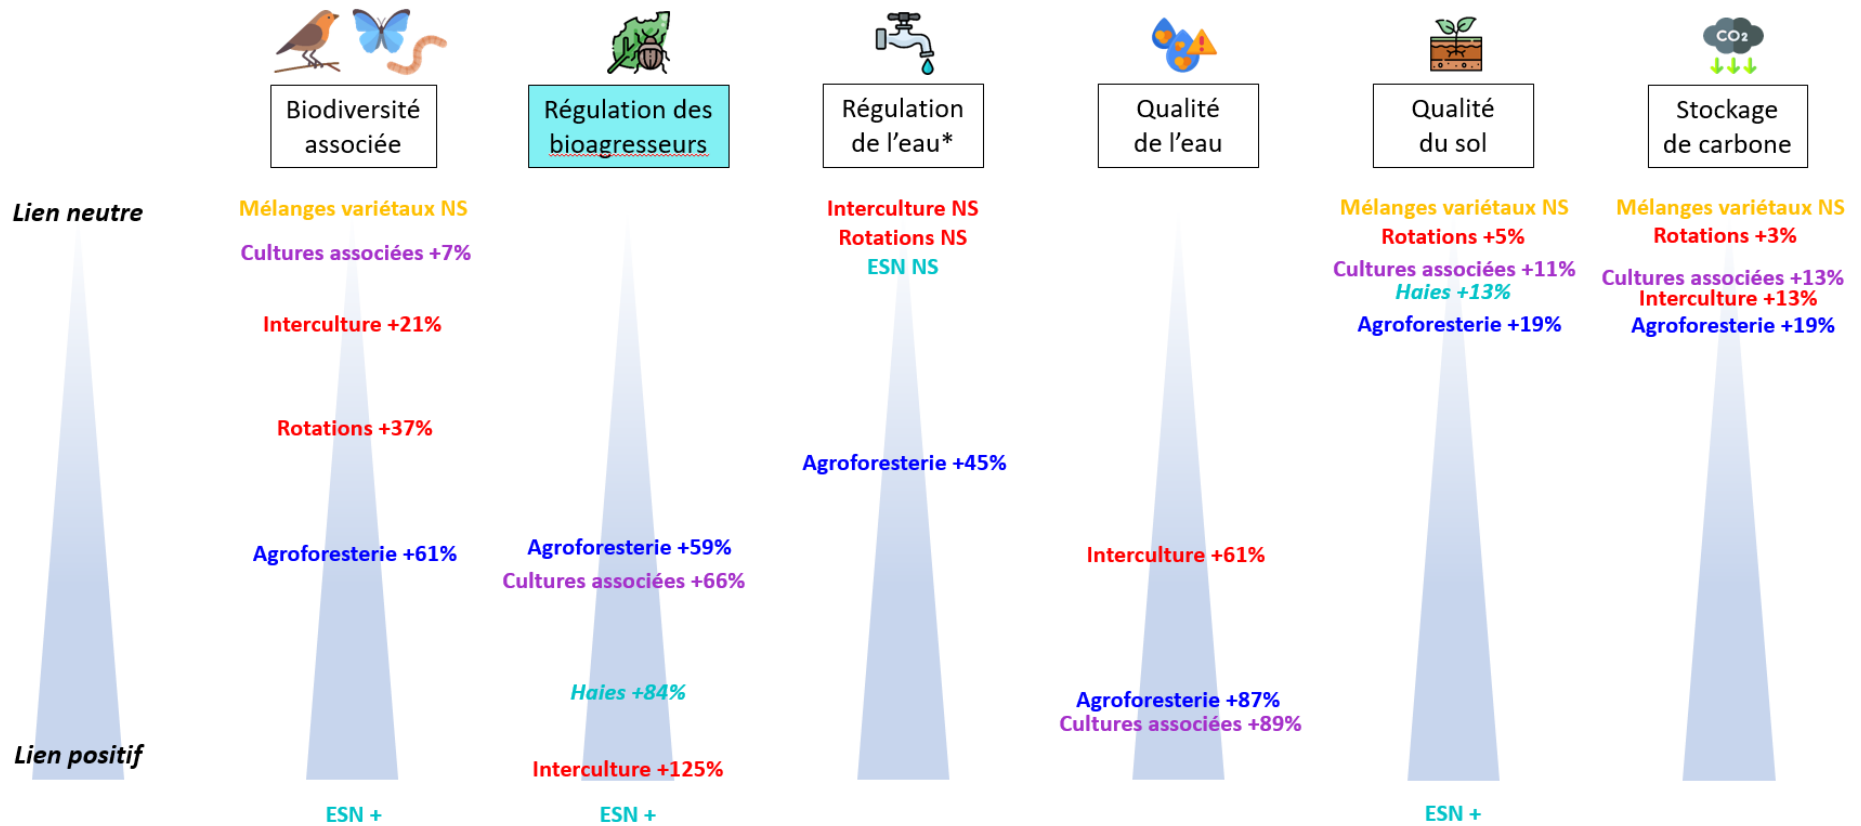 CO₂
Biodiversité
associée
Régulation des
bioagresseurs
Régulation
de l’eau*
Qualité
de l’eau
Qualité
du sol
Stockage
de carbone
Lien neutre
Lien positif
Mélanges variétaux NS
Cultures associées +7%
Interculture +21%
Rotations +37%
Agroforesterie +61%
ESN +
Agroforesterie +59%
Cultures associées +66%
Haies +84%
Interculture +125%
ESN +
Interculture NS
Rotations NS
ESN NS
Agroforesterie +45%
Interculture +61%
Agroforesterie +87%
Cultures associées +89%
Mélanges variétaux NS
Rotations +5%
Cultures associées +11%
Haies +13%
Agroforesterie +19%
ESN +
Mélanges variétaux NS
Rotations +3%
Cultures associées +13%
Interculture +13%
Agroforesterie +19%